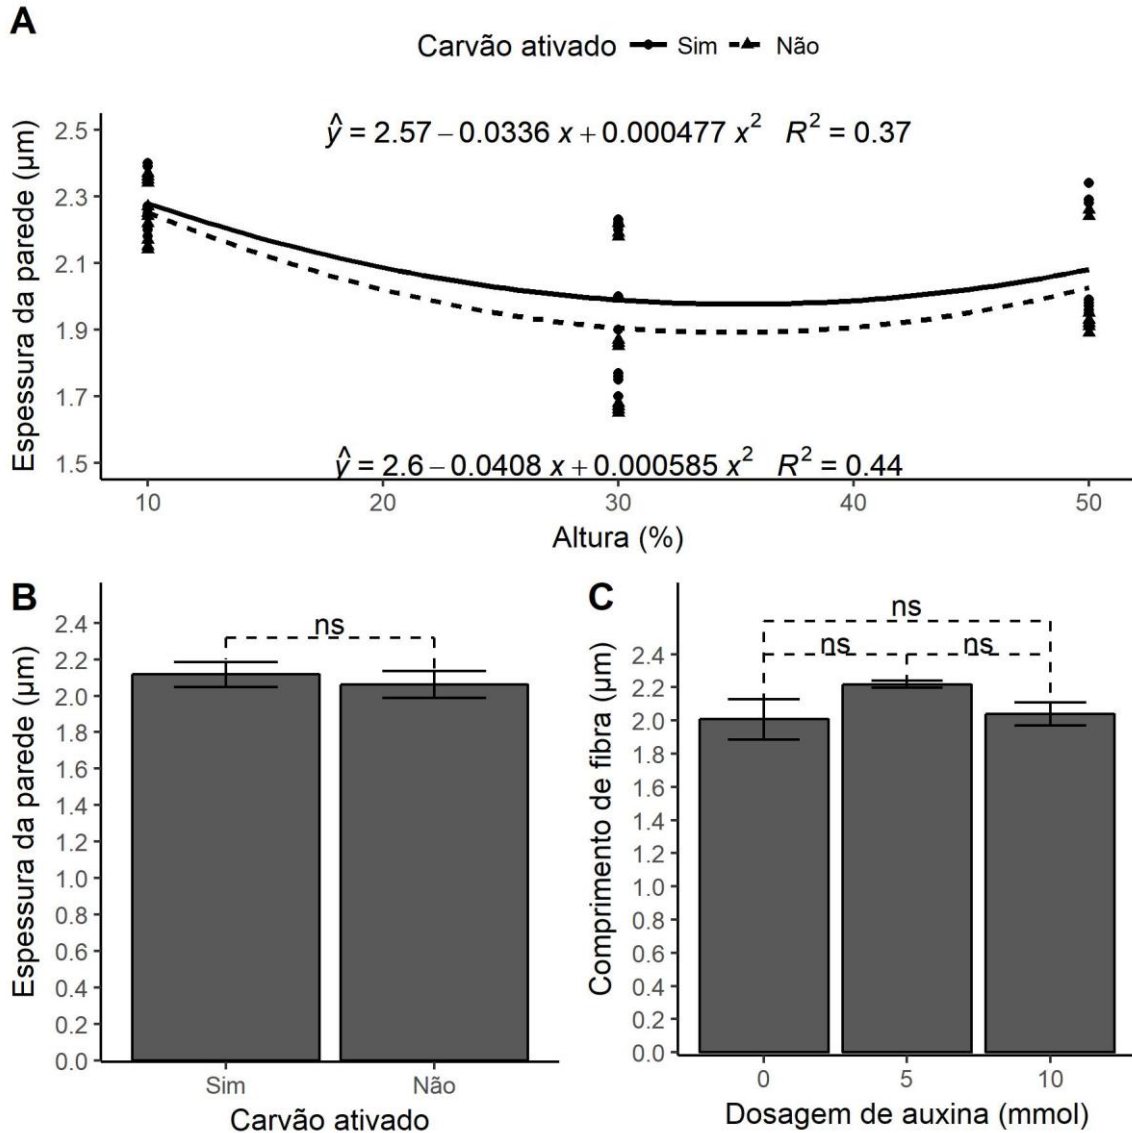 A
Carvão ativado Sim Não
Espessura da parede (µm)
2.5
2.3
2.1
1.9
1.7
1.5
ŷ = 2.57 − 0.0336 x + 0.000477 x² R² = 0.37
ŷ = 2.6 − 0.0408 x + 0.000585 x² R² = 0.44
10 20 30 40 50
Altura (%)
B
Espessura da parede (µm)
2.4
2.2
2.0
1.8
1.6
1.4
1.2
1.0
0.8
0.6
0.4
0.2
0.0
ns
Sim Não
Carvão ativado
C
Comprimento de fibra (µm)
2.4
2.2
2.0
1.8
1.6
1.4
1.2
1.0
0.8
0.6
0.4
0.2
0.0
ns
ns ns
0 5 10
Dosagem de auxina (mmol)